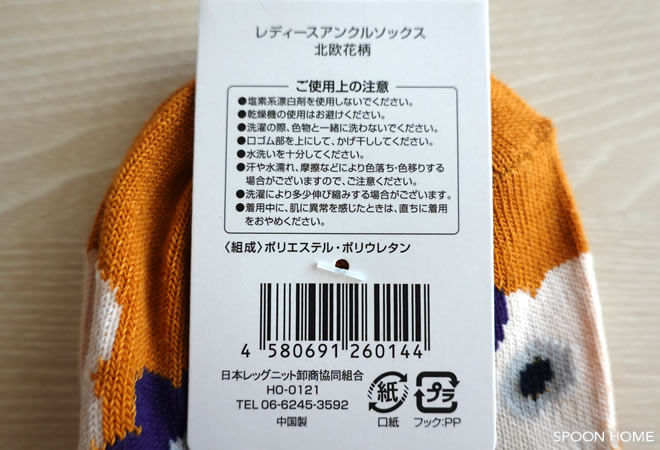 レディースアンクルソックス
北欧花柄
ご使用上の注意
●塩素系漂白剤を使用しないでください。
●乾燥機の使用はお避けください。
●洗濯の際、色物と一緒に洗わないでください。
●口ゴム部を上にして、かげ干ししてください。
●水洗いを十分してください。
●汗や水濡れ、摩擦などにより色落ち・色移りする
場合がございますので、ご注意ください。
●洗濯により多少伸び縮みする場合がございます。
●着用中に、肌に異常を感じたときは、直ちに着用
をおやめください。
〈組成〉ポリエステル・ポリウレタン
4 580691 260144
日本レッグニット卸商協同組合
HO-0121
TEL 06-6245-3592
中国製
紙
口紙
プラ
フック:PP
SPOON HOME